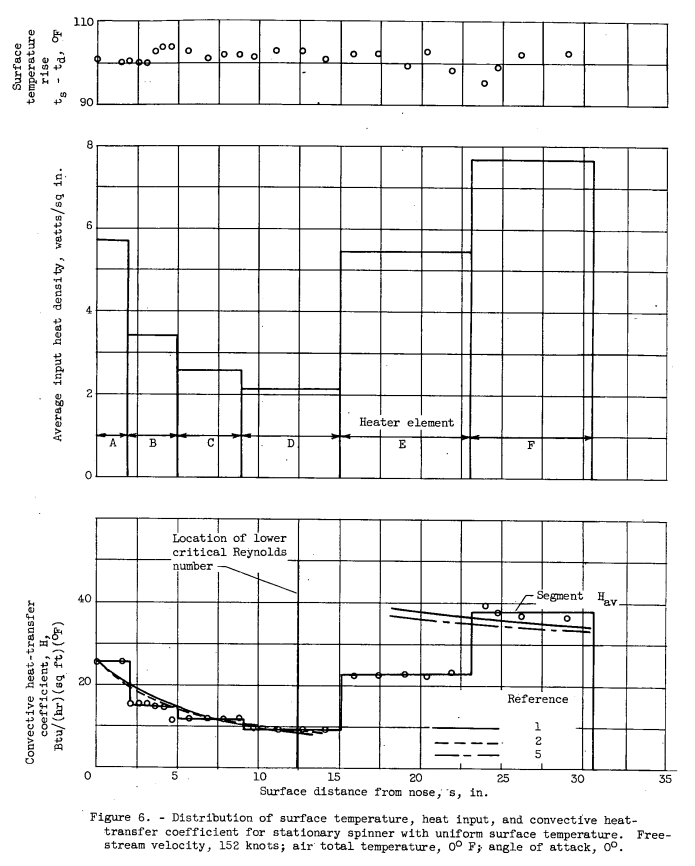 Surface
temperature
rise
t_s - t_d, °F
110
90
Average input heat density, watts/sq in.
8
6
4
2
0
Heater element
A
B
C
D
E
F
Convective heat-transfer
coefficient, H,
Btu/(hr)(sq ft)(°F)
Location of lower
critical Reynolds
number
Segment H_av
Reference
1
2
5
40
20
0
0 5 10 15 20 25 30 35
Surface distance from nose, s, in.
Figure 6. - Distribution of surface temperature, heat input, and convective heat-
transfer coefficient for stationary spinner with uniform surface temperature. Free-
stream velocity, 152 knots; air total temperature, 0° F; angle of attack, 0°.